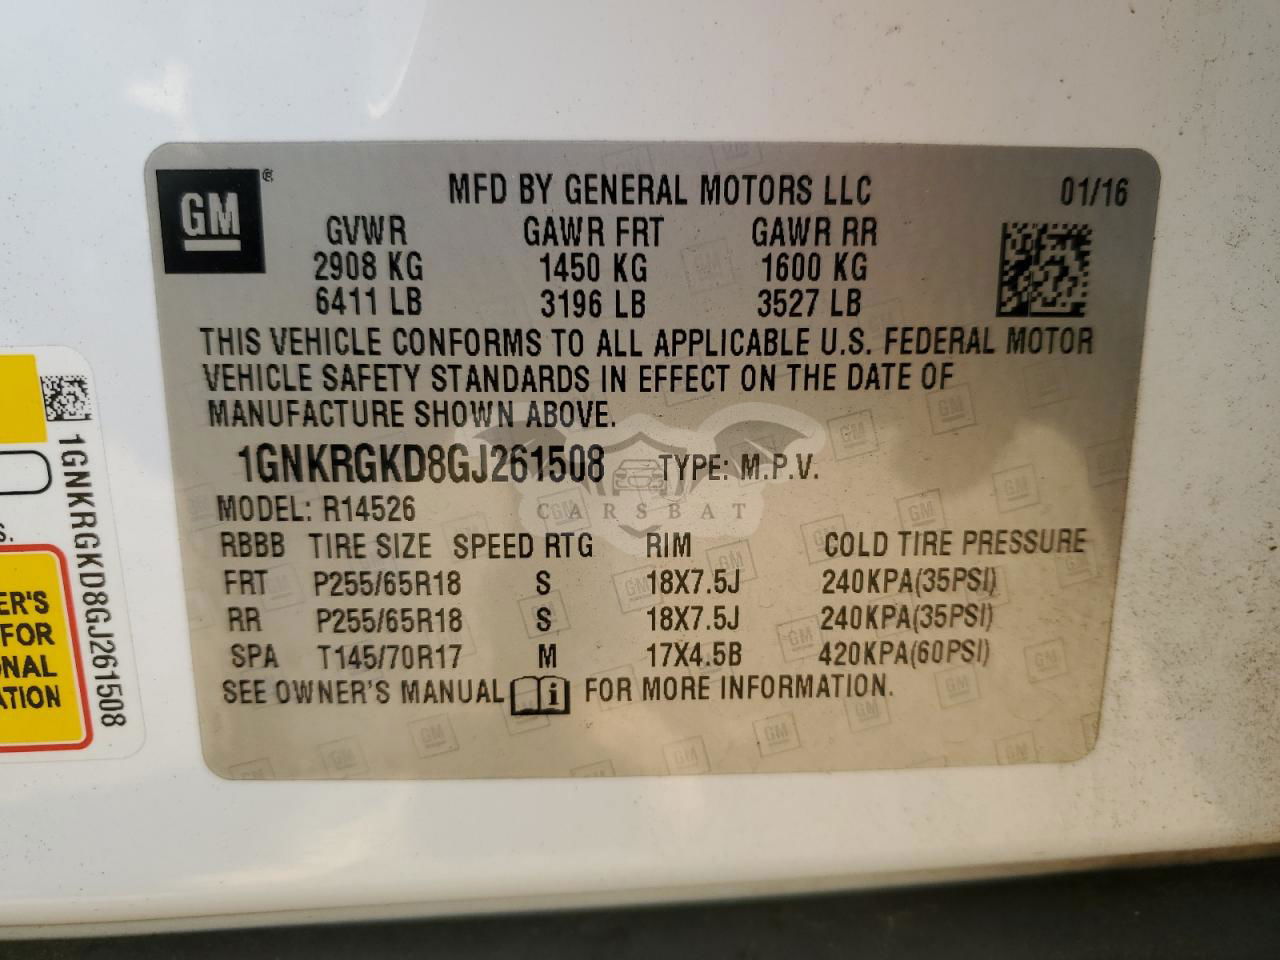 GM
®
MFD BY GENERAL MOTORS LLC 01/16
GVWR GAWR FRT GAWR RR
2908 KG 1450 KG 1600 KG
6411 LB 3196 LB 3527 LB
THIS VEHICLE CONFORMS TO ALL APPLICABLE U.S. FEDERAL MOTOR
VEHICLE SAFETY STANDARDS IN EFFECT ON THE DATE OF
MANUFACTURE SHOWN ABOVE.
1GNKRGKD8GJ261508 TYPE: M.P.V.
CARSBAT
MODEL: R14526
RBBB TIRE SIZE SPEED RTG RIM COLD TIRE PRESSURE
FRT P255/65R18 S 18X7.5J 240KPA(35PSI)
RR P255/65R18 S 18X7.5J 240KPA(35PSI)
SPA T145/70R17 M 17X4.5B 420KPA(60PSI)
SEE OWNER'S MANUAL i FOR MORE INFORMATION.
1GNKRGKD8GJ261508
S.
ER'S
FOR
NAL
ATION